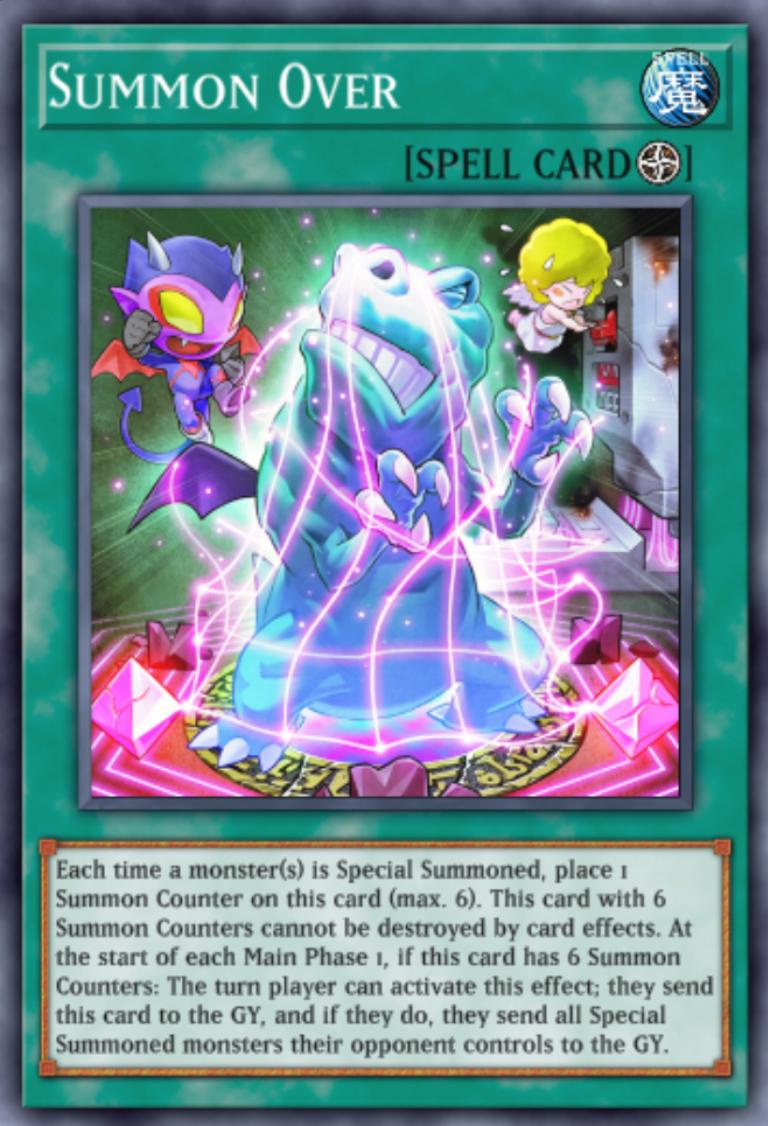 SUMMON OVER
SPELL
魔
[SPELL CARD]
Each time a monster(s) is Special Summoned, place 1
Summon Counter on this card (max. 6). This card with 6
Summon Counters cannot be destroyed by card effects. At
the start of each Main Phase 1, if this card has 6 Summon
Counters: The turn player can activate this effect; they send
this card to the GY, and if they do, they send all Special
Summoned monsters their opponent controls to the GY.